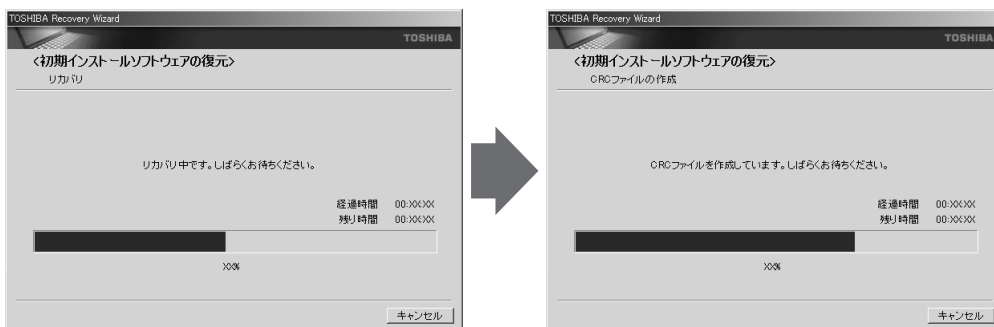 TOSHIBA Recovery Wizard
TOSHIBA
<初期インストールソフトウェアの復元>
リカバリ
リカバリ中です。しばらくお待ちください。
経過時間 00:XX:XX
残り時間 00:XX:XX
XX%
キャンセル
TOSHIBA Recovery Wizard
TOSHIBA
<初期インストールソフトウェアの復元>
CRCファイルの作成
CRCファイルを作成しています。しばらくお待ちください。
経過時間 00:XX:XX
残り時間 00:XX:XX
XX%
キャンセル